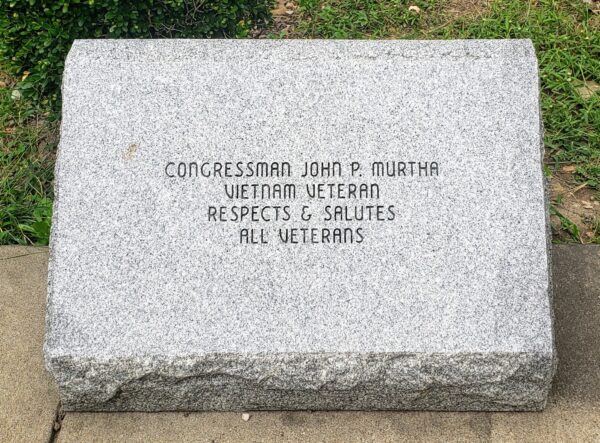 CONGRESSMAN JOHN P. MURTHA
VIETNAM VETERAN
RESPECTS & SALUTES
ALL VETERANS